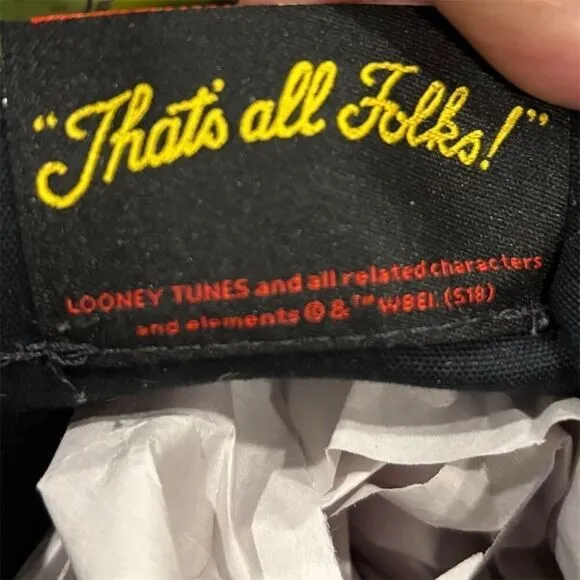 "That's all Folks!"
LOONEY TUNES and all related characters
and elements © & ™ WBEI. (S18)